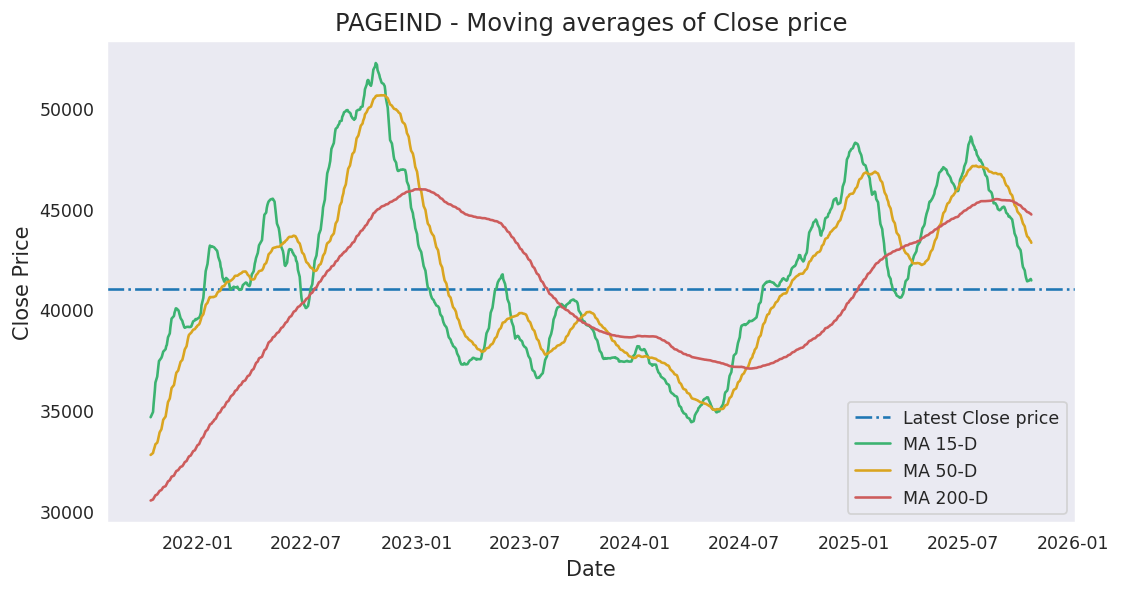 PAGEIND - Moving averages of Close price
Close Price
50000
45000
40000
35000
30000
Latest Close price
MA 15-D
MA 50-D
MA 200-D
2022-01 2022-07 2023-01 2023-07 2024-01 2024-07 2025-01 2025-07 2026-01
Date